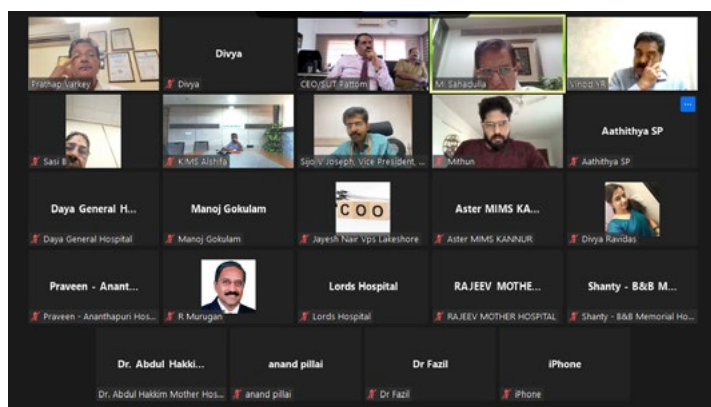 Prathap Varkey
Divya
Divya
CEO/SUT Pattom
M. Sahadulla
Vinod YR
Sasi B
KIMS Alshifa
Sijo V Joseph, Vice President, ...
Mithun
Aathithya SP
Aathithya SP
Daya General H...
Daya General Hospital
Manoj Gokulam
Manoj Gokulam
COO
Jayesh Nair Vps Lakeshore
Aster MIMS KA...
Aster MIMS KANNUR
Divya Ravidas
Praveen - Anant...
Praveen - Ananthapuri Hos...
R Murugan
Lords Hospital
Lords Hospital
RAJEEV MOTHE...
RAJEEV MOTHER HOSPITAL
Shanty - B&B M...
Shanty - B&B Memorial Ho...
Dr. Abdul Hakki...
Dr. Abdul Hakkim Mother Hos...
anand pillai
anand pillai
Dr Fazil
Dr Fazil
iPhone
iPhone